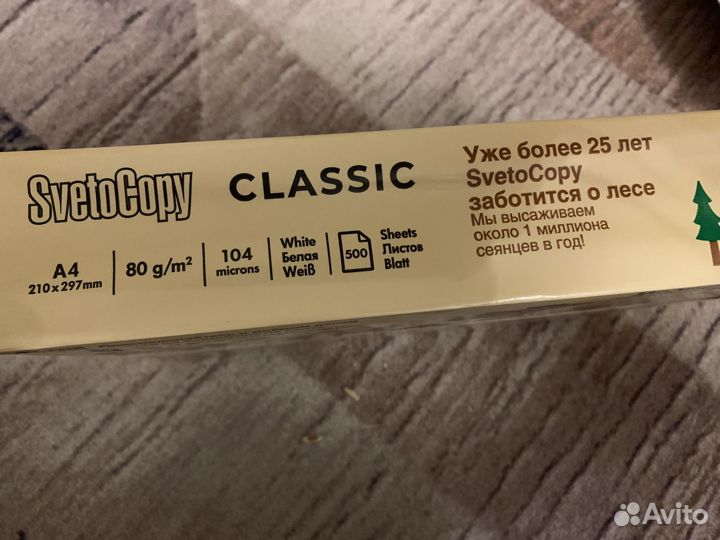 SvetoCopy CLASSIC
A4
210x297mm
80 g/m²
104
microns
White
Белая
Weiß
500
Sheets
Листов
Blatt
Уже более 25 лет
SvetoCopy
заботится о лесе
Мы высаживаем
около 1 миллиона
сеянцев в год!
Avito